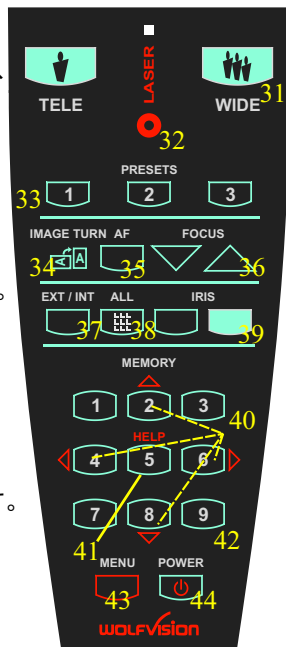 LASER
TELE
WIDE
31
32
PRESETS
33 1 2 3
IMAGE TURN AF FOCUS
34 A A 35 36
。
EXT / INT ALL IRIS
37 38 39
MEMORY
1 2 3
40
HELP
4 5 6
。
7 8 9
41 42
MENU POWER
43 44
WOLFVISION